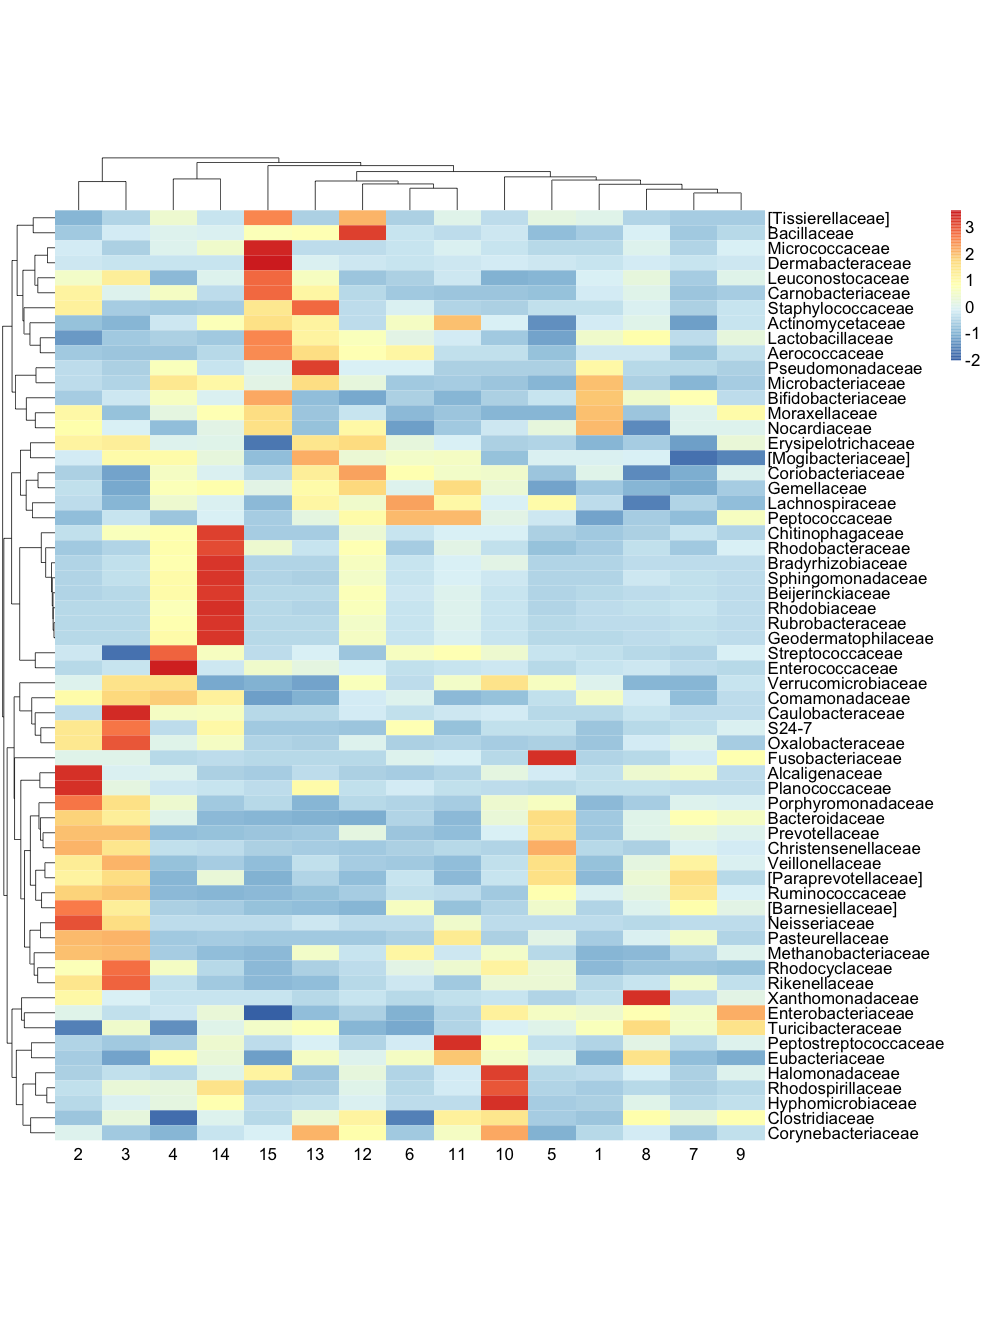 [Tissierellaceae]
Bacillaceae
Micrococcaceae
Dermabacteraceae
Leuconostocaceae
Carnobacteriaceae
Staphylococcaceae
Actinomycetaceae
Lactobacillaceae
Aerococcaceae
Pseudomonadaceae
Microbacteriaceae
Bifidobacteriaceae
Moraxellaceae
Nocardiaceae
Erysipelotrichaceae
[Mogibacteriaceae]
Coriobacteriaceae
Gemellaceae
Lachnospiraceae
Peptococcaceae
Chitinophagaceae
Rhodobacteraceae
Bradyrhizobiaceae
Sphingomonadaceae
Beijerinckiaceae
Rhodobiaceae
Rubrobacteraceae
Geodermatophilaceae
Streptococcaceae
Enterococcaceae
Verrucomicrobiaceae
Comamonadaceae
Caulobacteraceae
S24-7
Oxalobacteraceae
Fusobacteriaceae
Alcaligenaceae
Planococcaceae
Porphyromonadaceae
Bacteroidaceae
Prevotellaceae
Christensenellaceae
Veillonellaceae
[Paraprevotellaceae]
Ruminococcaceae
[Barnesiellaceae]
Neisseriaceae
Pasteurellaceae
Methanobacteriaceae
Rhodocyclaceae
Rikenellaceae
Xanthomonadaceae
Enterobacteriaceae
Turicibacteraceae
Peptostreptococcaceae
Eubacteriaceae
Halomonadaceae
Rhodospirillaceae
Hyphomicrobiaceae
Clostridiaceae
Corynebacteriaceae
2 3 4 14 15 13 12 6 11 10 5 1 8 7 9
3
2
1
0
-1
-2